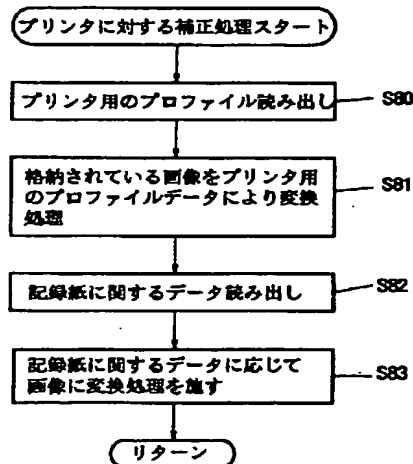 プリンタに対する補正処理スタート
プリンタ用のプロファイル読み出し
S80
格納されている画像をプリンタ用
のプロファイルデータにより変換
処理
S81
記録紙に関するデータ読み出し
S82
記録紙に関するデータに応じて
画像に変換処理を施す
S83
リターン